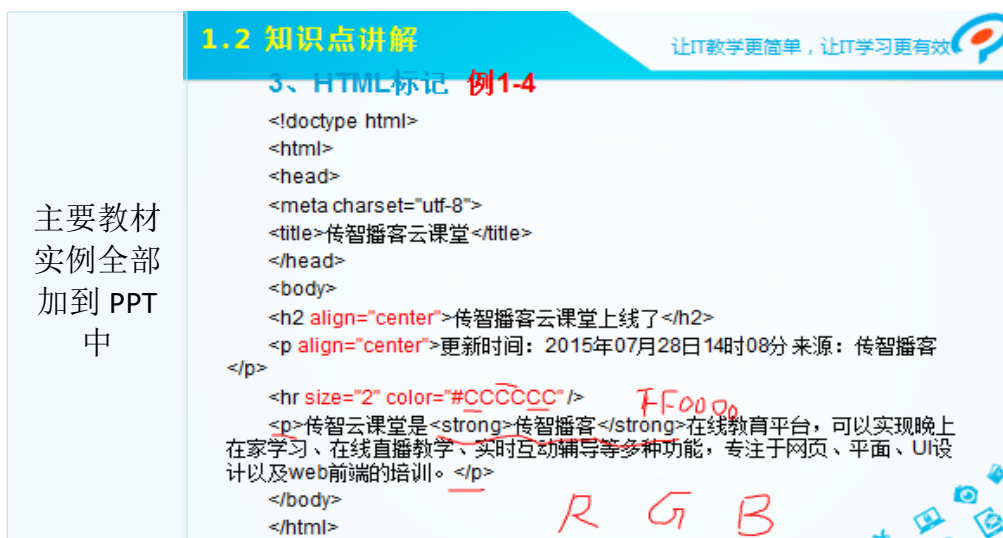 主要教材
实例全部
加到 PPT
中
1.2 知识点讲解
让IT教学更简单，让IT学习更有效
3、HTML标记 例1-4
<!doctype html>
<html>
<head>
<meta charset="utf-8">
<title>传智播客云课堂</title>
</head>
<body>
<h2 align="center">传智播客云课堂上线了</h2>
<p align="center">更新时间：2015年07月28日14时08分 来源：传智播客
</p>
<hr size="2" color="#CCCCCC" />
FF0000
<p>传智云课堂是<strong>传智播客</strong>在线教育平台，可以实现晚上
在家学习、在线直播教学、实时互动辅导等多种功能，专注于网页、平面、UI设
计以及web前端的培训。</p>
</body>
R G B
</html>